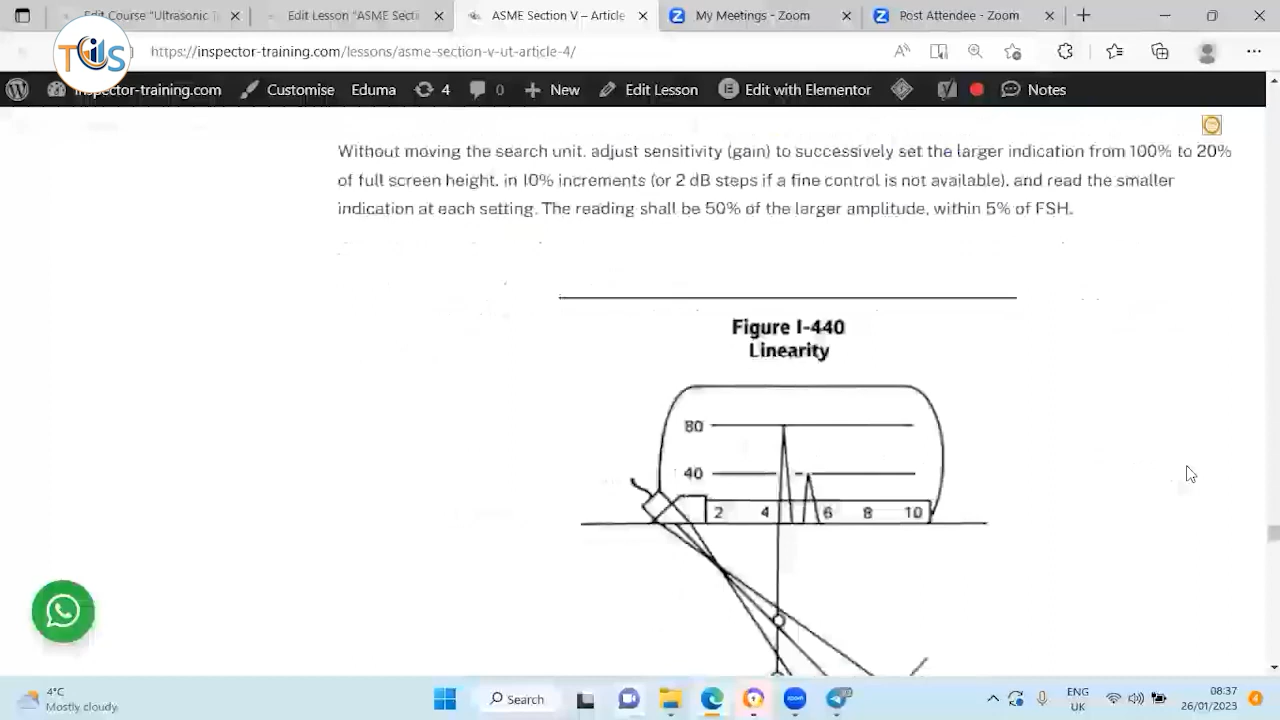 Edit Course "Ultrasonic T
Edit Lesson "ASME Secti
ASME Section V – Article
My Meetings - Zoom
Post Attendee - Zoom
TIS
https://inspector-training.com/lessons/asme-section-v-ut-article-4/
inspector-training.com
Customise
Eduma
4
0
New
Edit Lesson
Edit with Elementor
Notes
Without moving the search unit, adjust sensitivity (gain) to successively set the larger indication from 100% to 20%
of full screen height, in 10% increments (or 2 dB steps if a fine control is not available), and read the smaller
indication at each setting. The reading shall be 50% of the larger amplitude, within 5% of FSH.
Figure I-440
Linearity
80
40
2 4 6 8 10
4°C
Mostly cloudy
Search
ENG
UK
08:37
26/01/2023
4